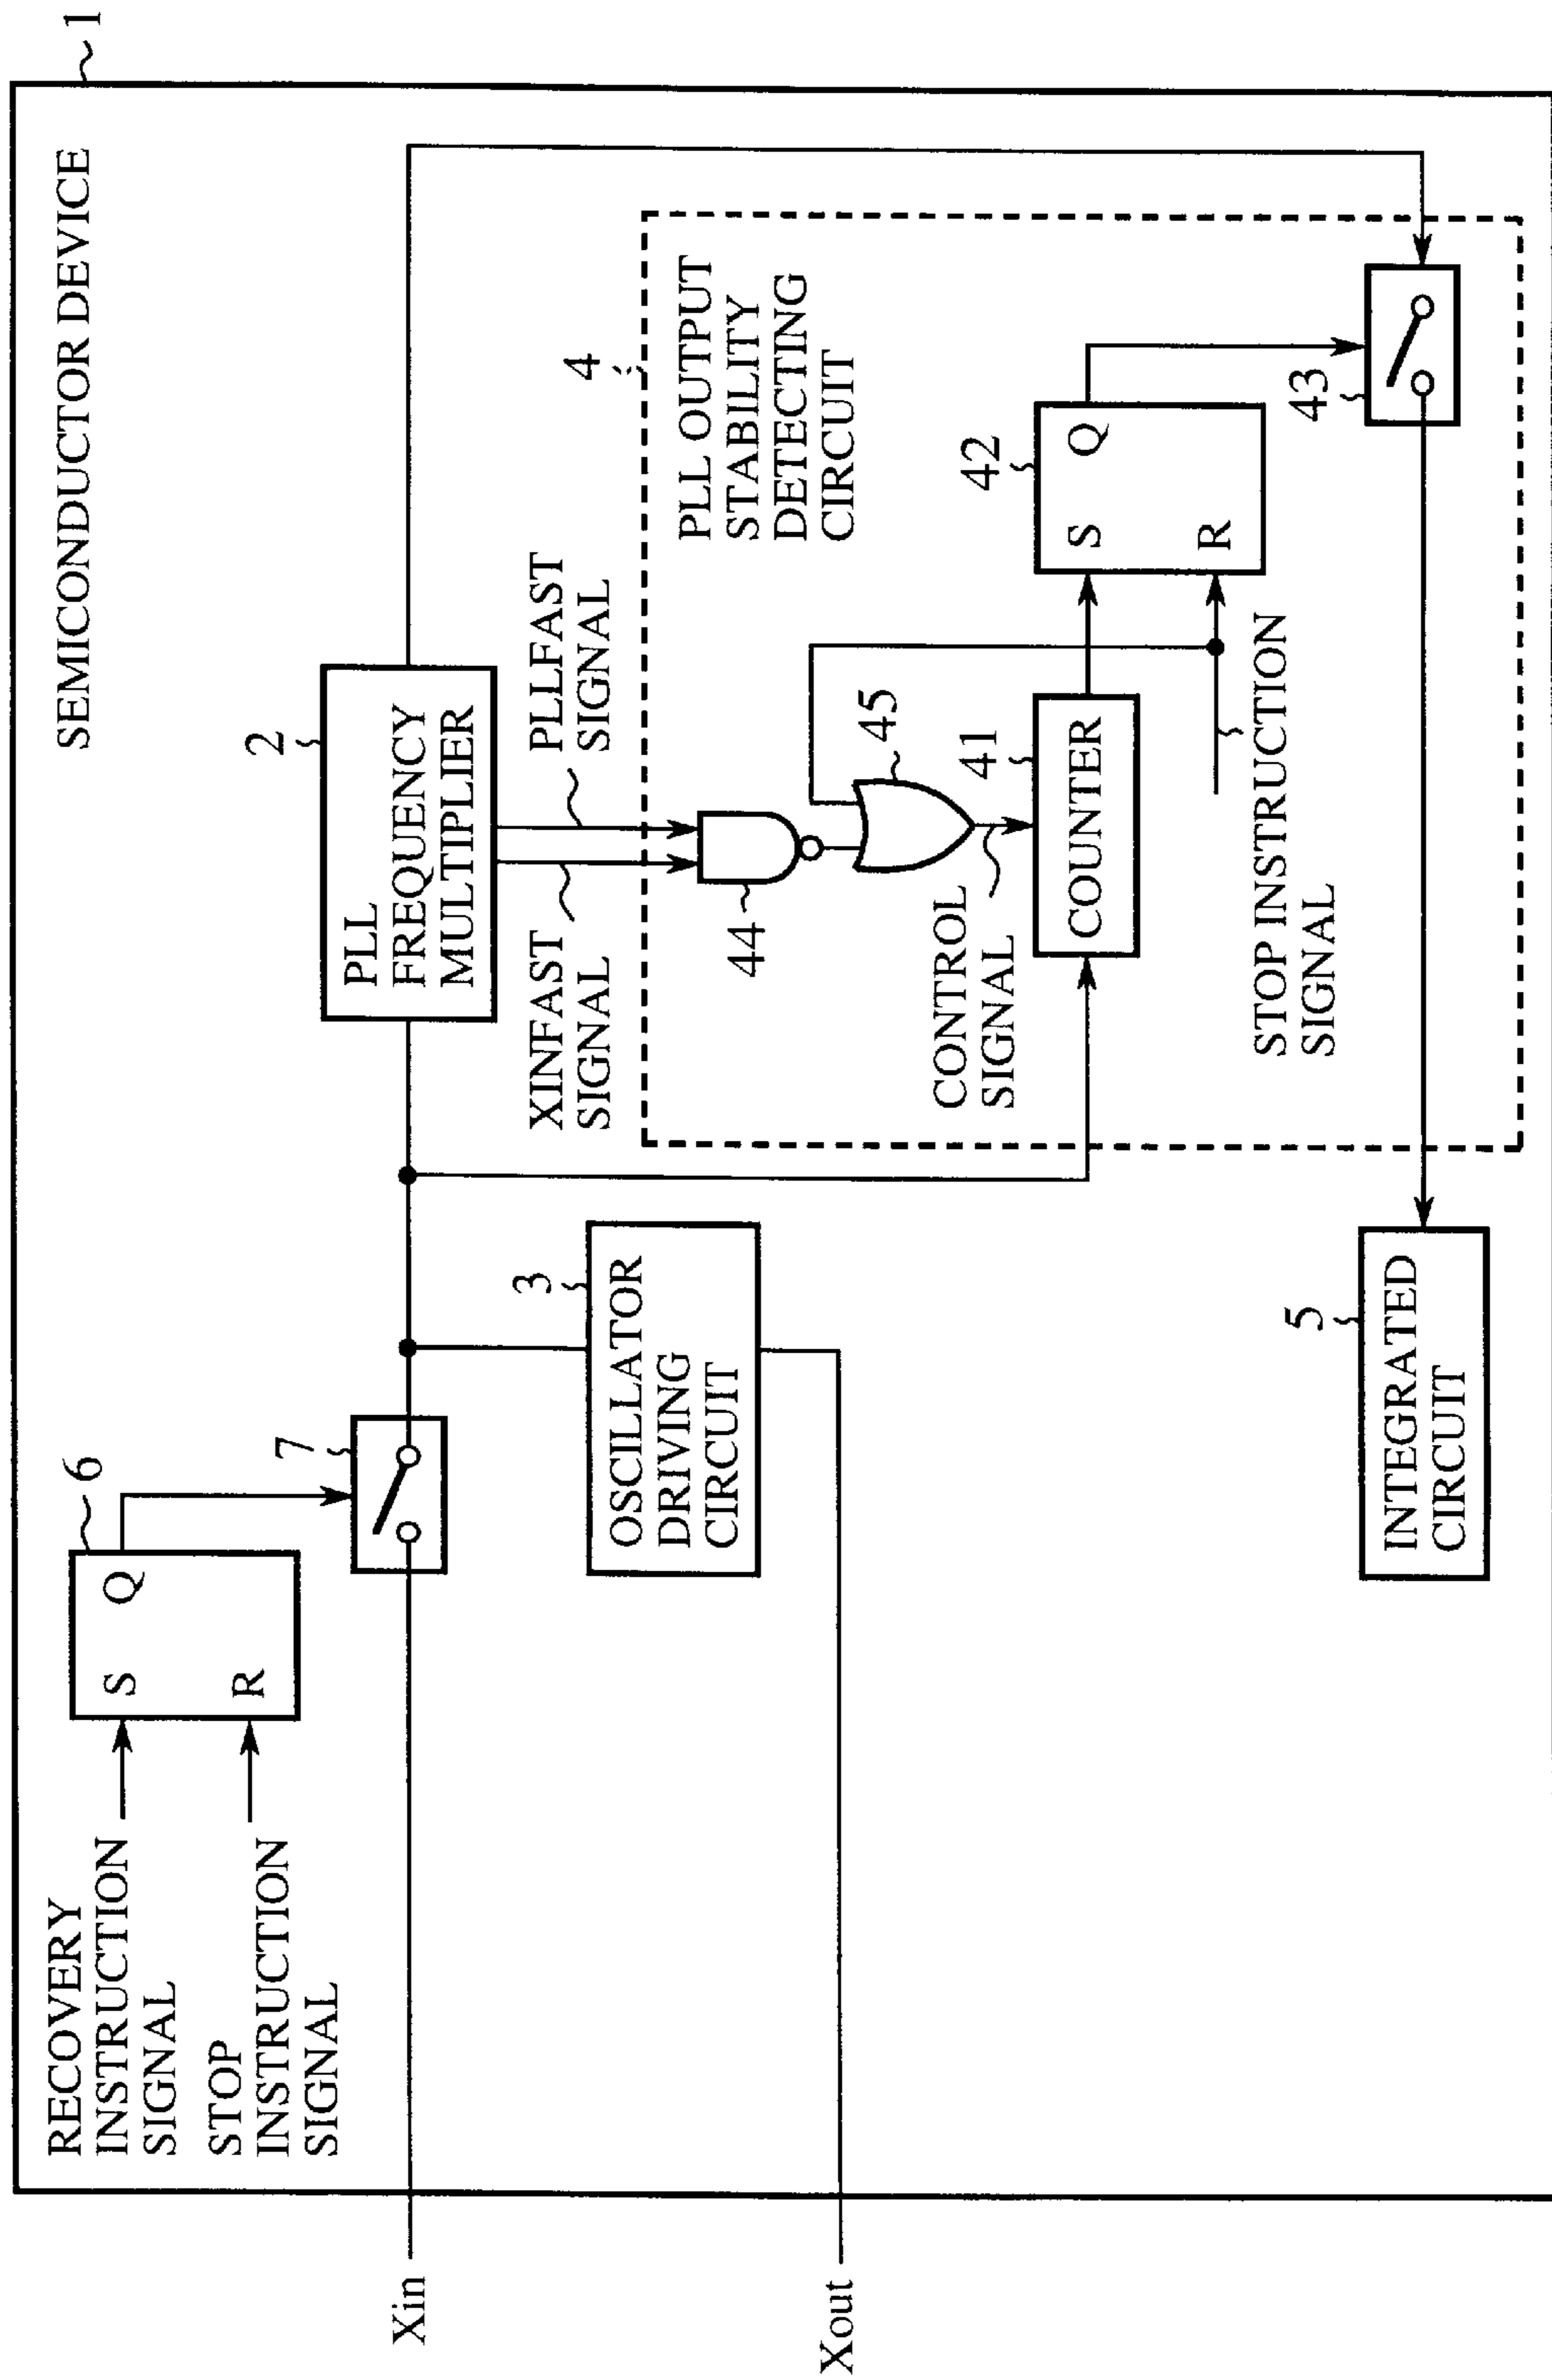 SEMICONDUCTOR DEVICE
1
RECOVERY
INSTRUCTION
SIGNAL
STOP
INSTRUCTION
SIGNAL
S Q
R
6
7
Xin
Xout
OSCILLATOR
DRIVING
CIRCUIT
3
PLL
FREQUENCY
MULTIPLIER
2
XINFAST
SIGNAL
PLLFAST
SIGNAL
4
PLL OUTPUT
STABILITY
DETECTING
CIRCUIT
44
45
CONTROL
SIGNAL
COUNTER
41
S Q
R
42
STOP INSTRUCTION
SIGNAL
43
INTEGRATED
CIRCUIT
5